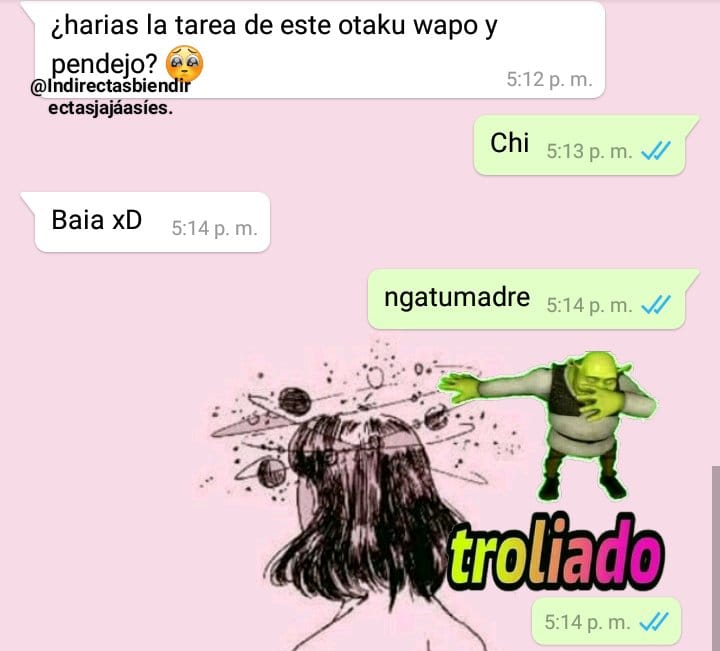 ¿harias la tarea de este otaku wapo y
pendejo? 🥺
5:12 p. m.
@Indirectasbiendir
ectasjajáasíes.
Chi 5:13 p. m.
Baia xD 5:14 p. m.
ngatumadre 5:14 p. m.
troliado
5:14 p. m.